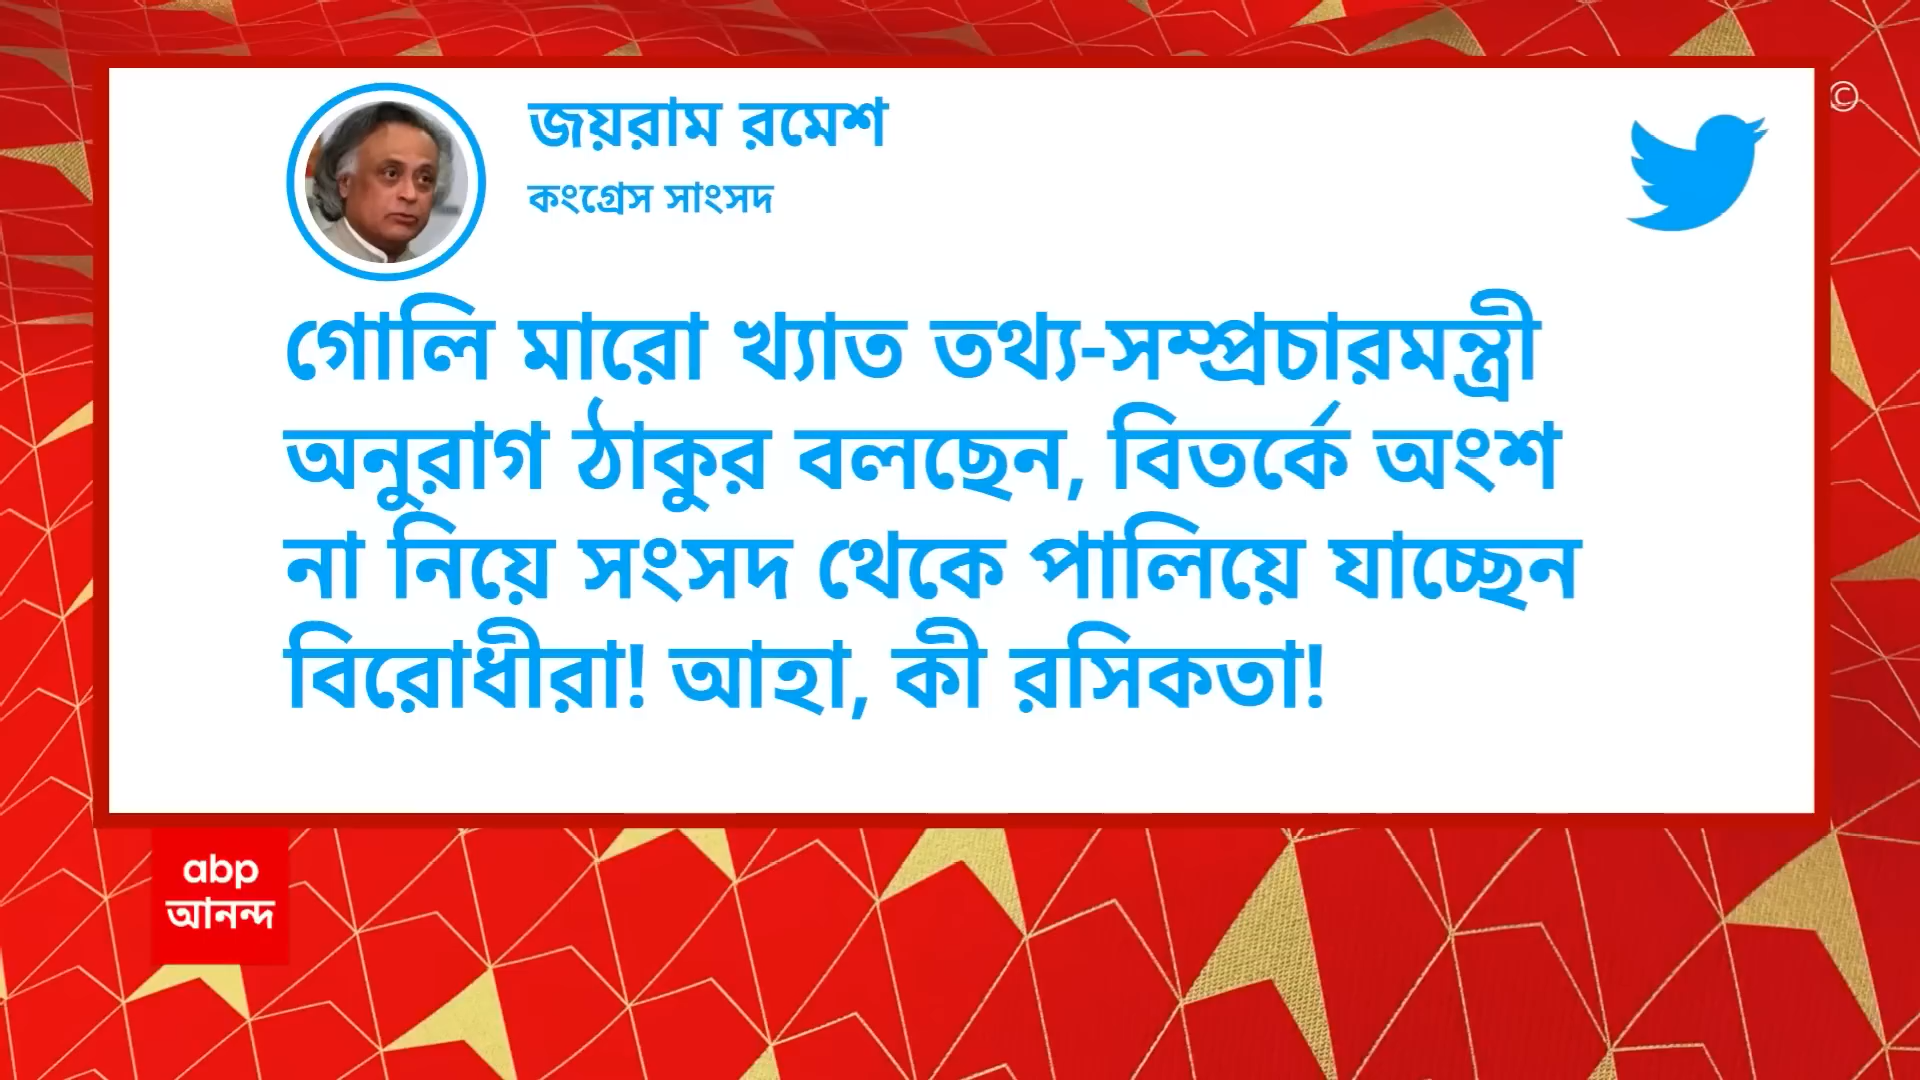 জয়রাম রমেশ
কংগ্রেস সাংসদ
গোলি মারো খ্যাত তথ্য-সম্প্রচারমন্ত্রী
অনুরাগ ঠাকুর বলছেন, বিতর্কে অংশ
না নিয়ে সংসদ থেকে পালিয়ে যাচ্ছেন
বিরোধীরা! আহা, কী রসিকতা!
©
abp
আনন্দ